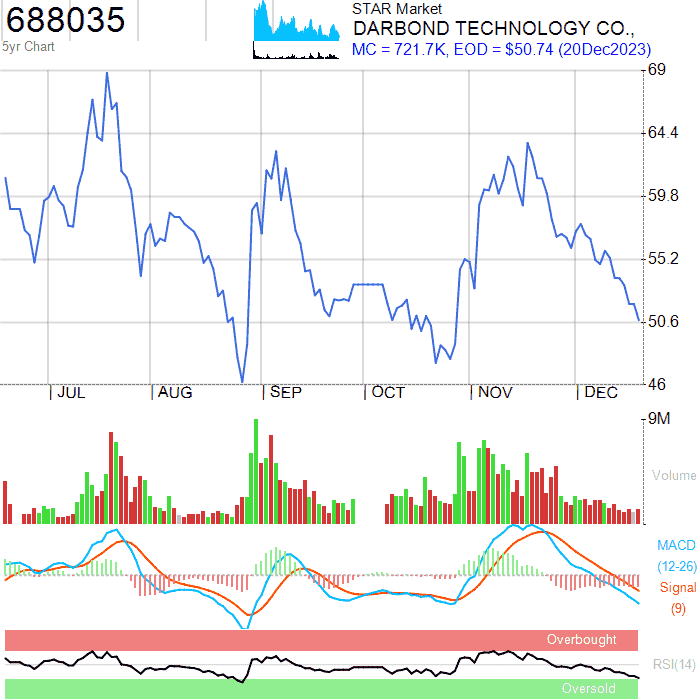 688035
5yr Chart
STAR Market
DARBOND TECHNOLOGY CO.,
MC = 721.7K, EOD = $50.74 (20Dec2023)
69
64.4
59.8
55.2
50.6
46
JUL AUG SEP OCT NOV DEC
9M
Volume
MACD
(12-26)
Signal
(9)
Overbought
RSI(14)
Oversold